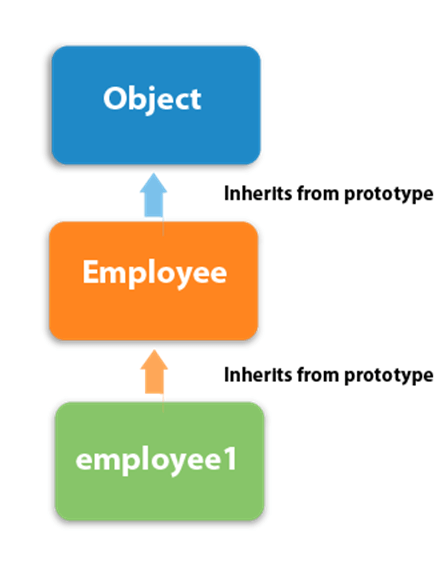 Object
Inherits from prototype
Employee
Inherits from prototype
employee1